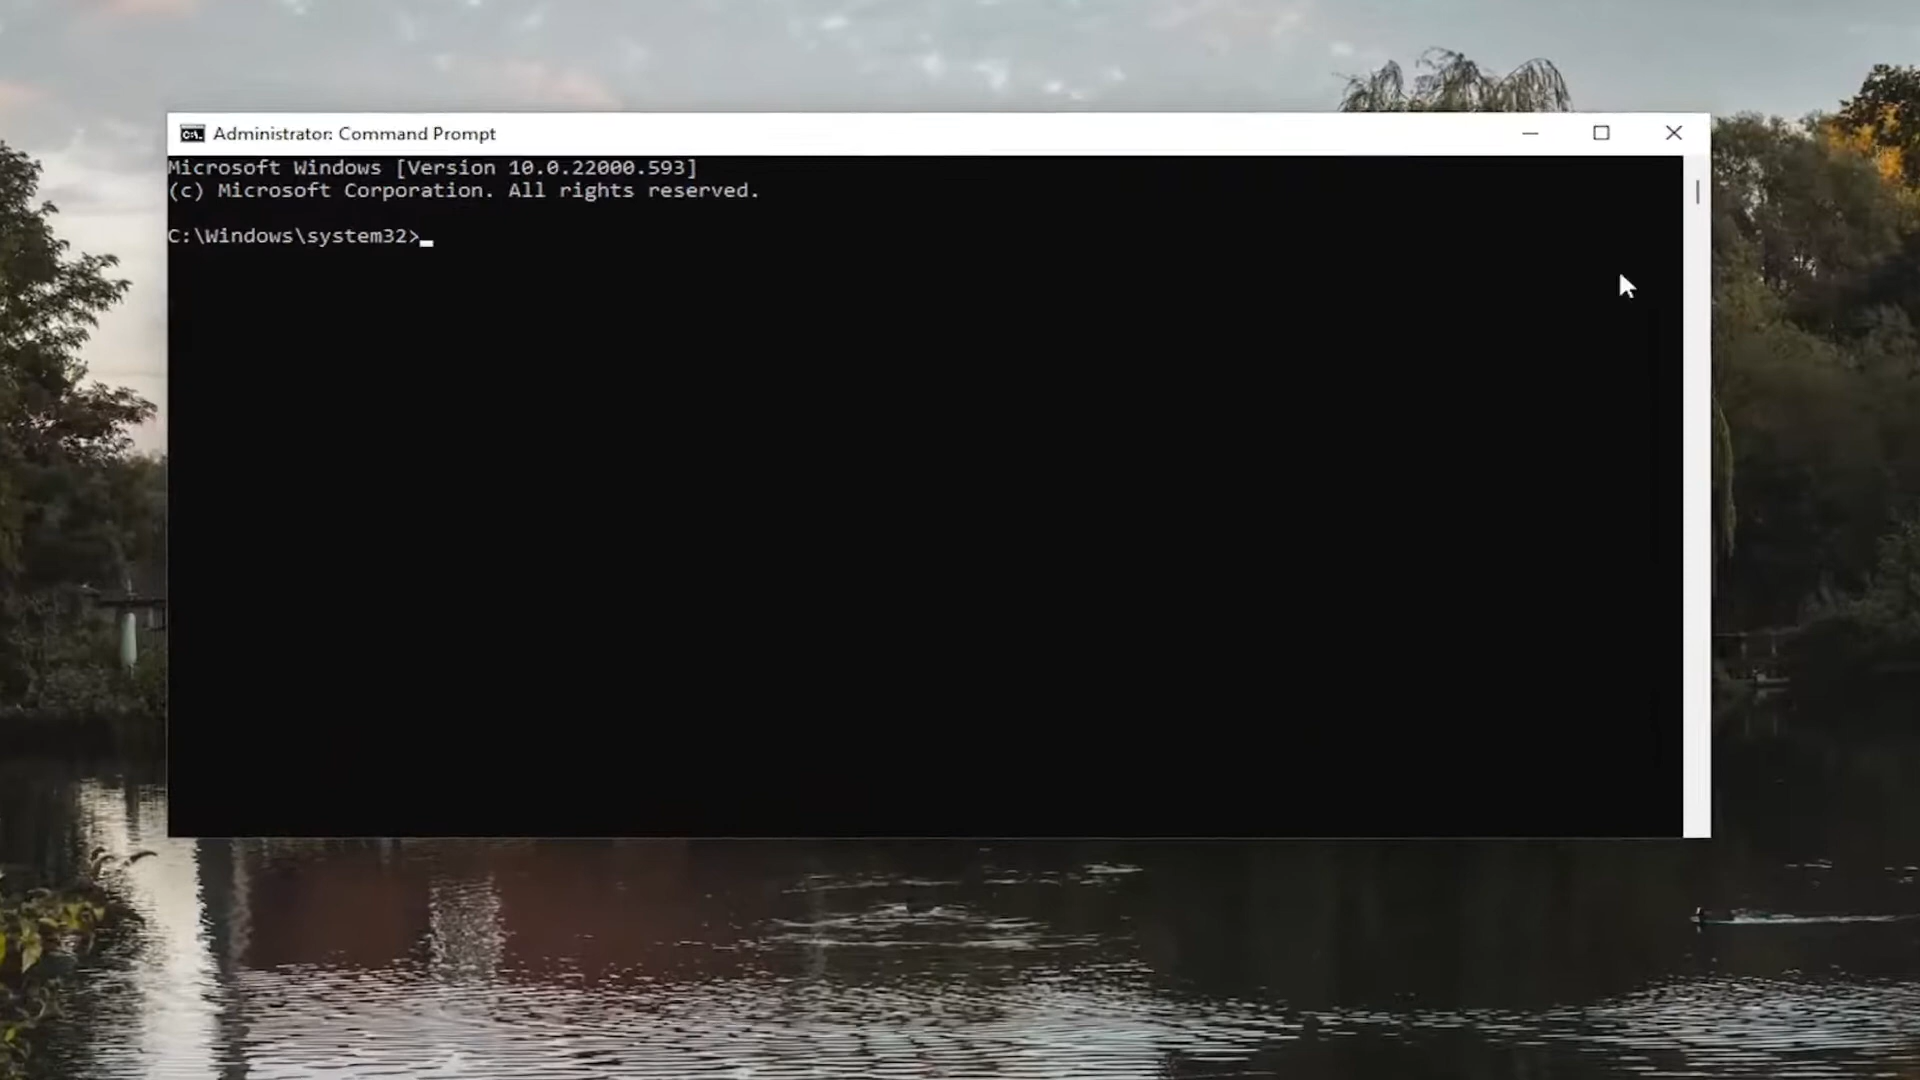 Administrator: Command Prompt
Microsoft Windows [Version 10.0.22000.593]
(c) Microsoft Corporation. All rights reserved.
C:\Windows\system32>